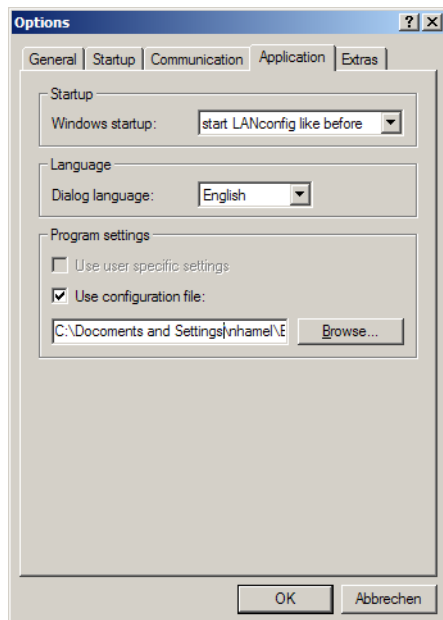 Options
General Startup Communication Application Extras
Startup
Windows startup: start LANconfig like before
Language
Dialog language: English
Program settings
Use user specific settings
Use configuration file:
C:\Docoments and Settings\nhamel\E Browse...
OK Abbrechen